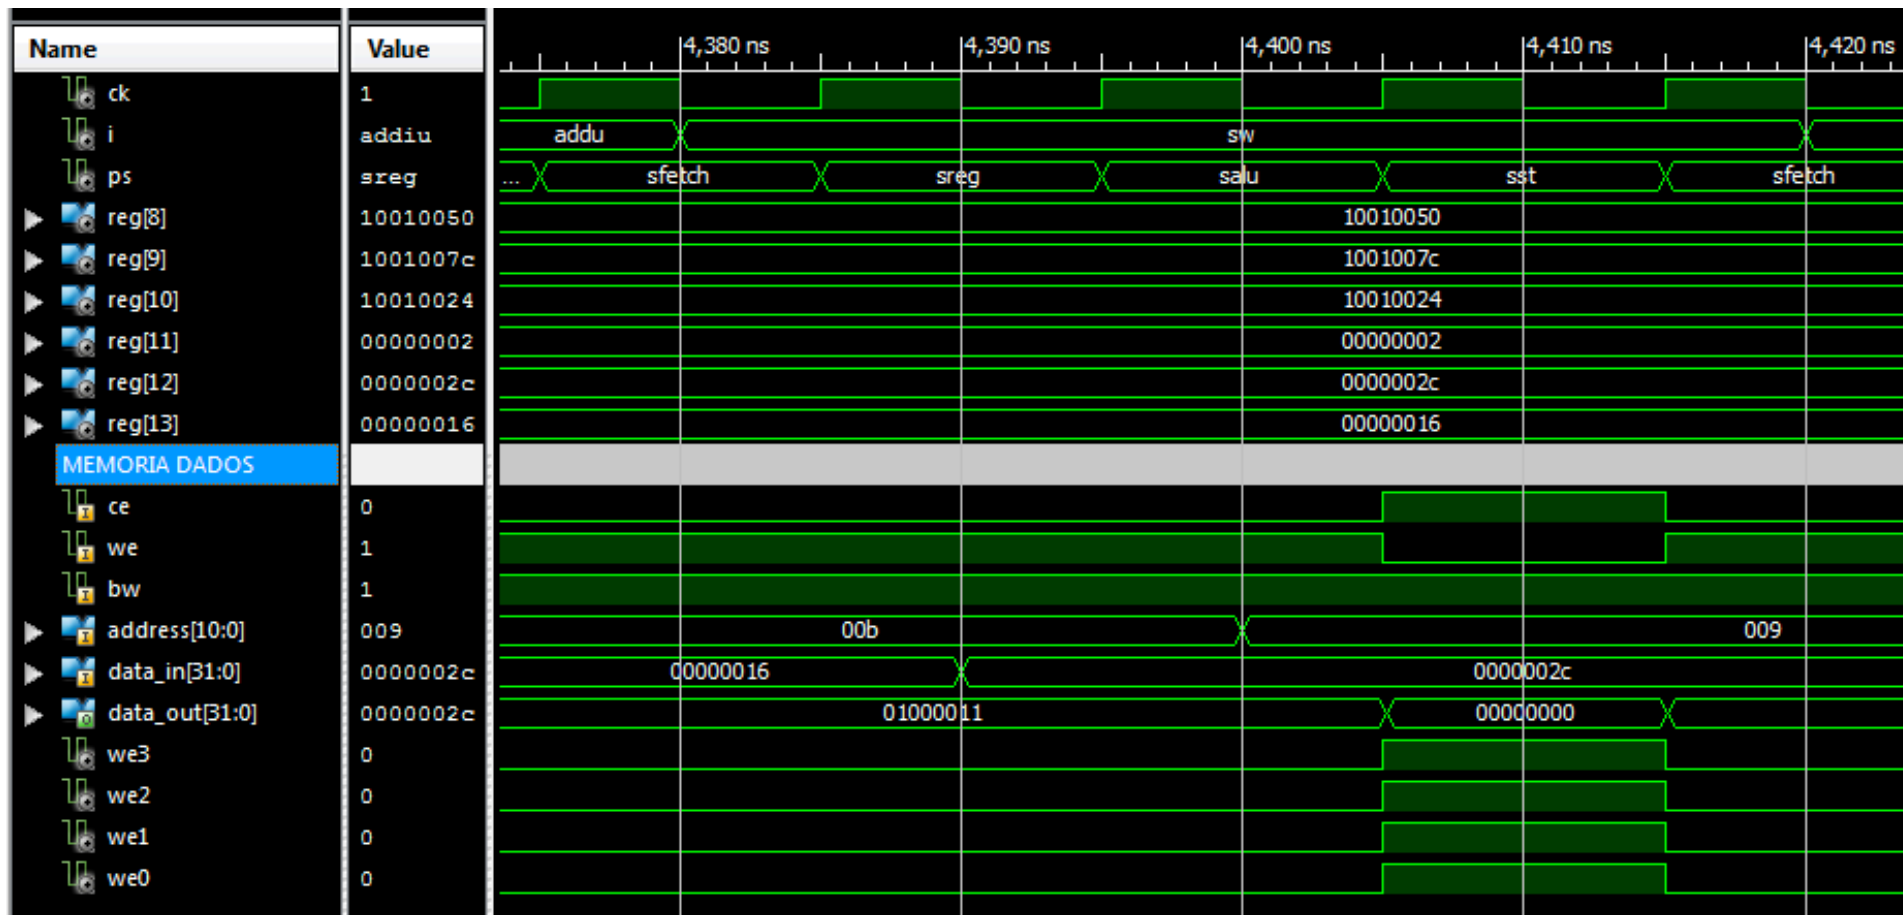 Name Value 4,380 ns 4,390 ns 4,400 ns 4,410 ns 4,420 ns
ck 1
i addiu addu sw
ps sreg ... sfetch sreg salu sst sfetch
reg[8] 10010050 10010050
reg[9] 1001007c 1001007c
reg[10] 10010024 10010024
reg[11] 00000002 00000002
reg[12] 0000002c 0000002c
reg[13] 00000016 00000016
MEMORIA DADOS
ce 0
we 1
bw 1
address[10:0] 009 00b 009
data_in[31:0] 0000002c 00000016 0000002c
data_out[31:0] 0000002c 01000011 00000000
we3 0
we2 0
we1 0
we0 0